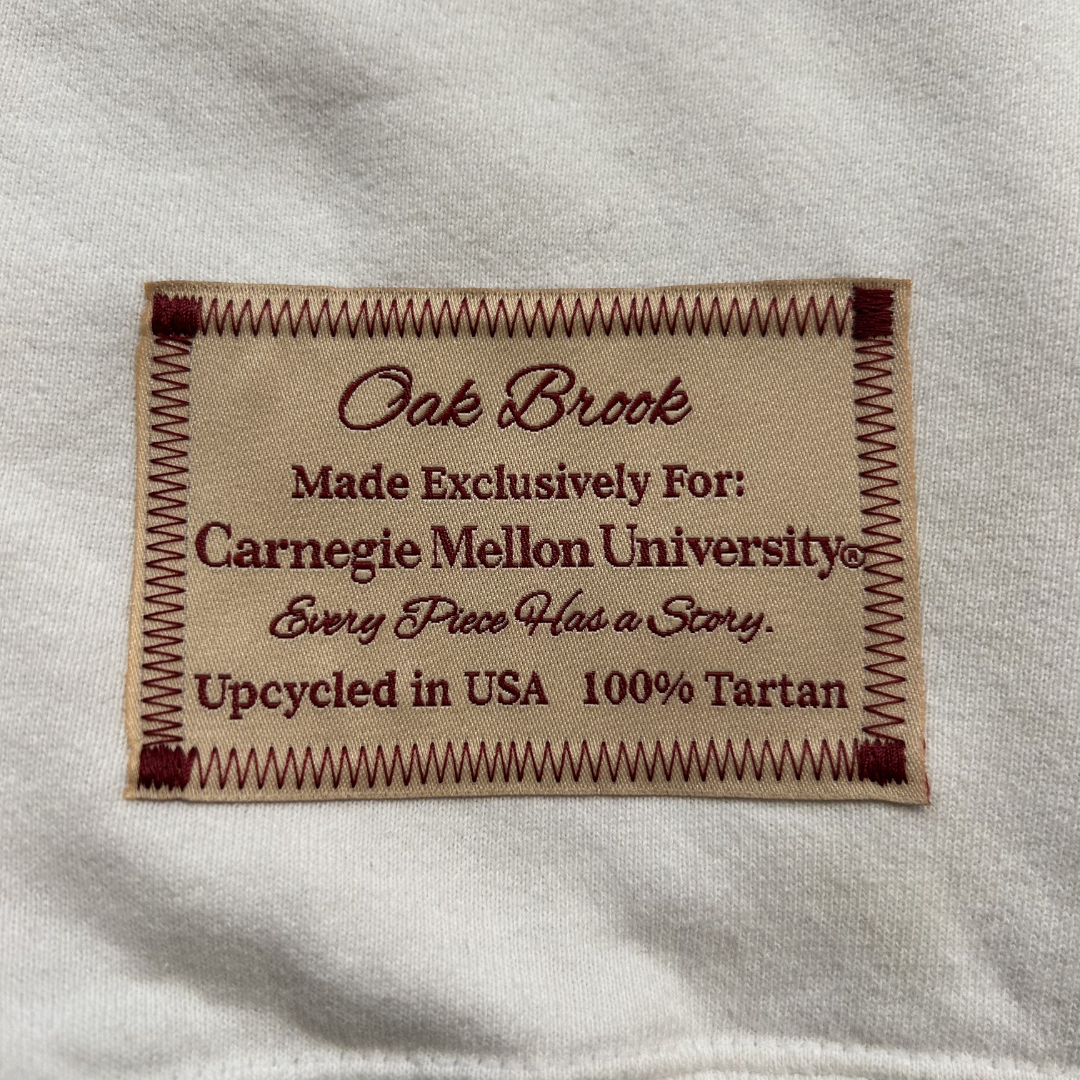 Oak Brook
Made Exclusively For:
Carnegie Mellon University®
Every Piece Has a Story.
Upcycled in USA 100% Tartan